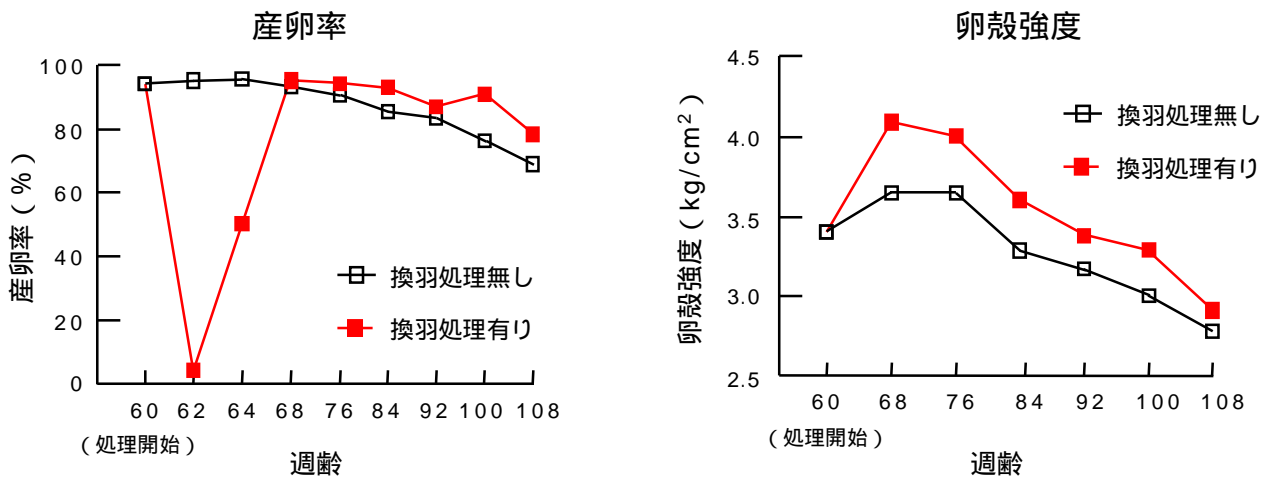 産卵率
100
80
60
40
20
0
産卵率(%)
換羽処理無し
換羽処理有り
60 62 64 68 76 84 92 100 108
(処理開始)
週齢
卵殻強度
4.5
4.0
3.5
3.0
2.5
卵殻強度(kg/cm²)
換羽処理無し
換羽処理有り
60 68 76 84 92 100 108
(処理開始)
週齢